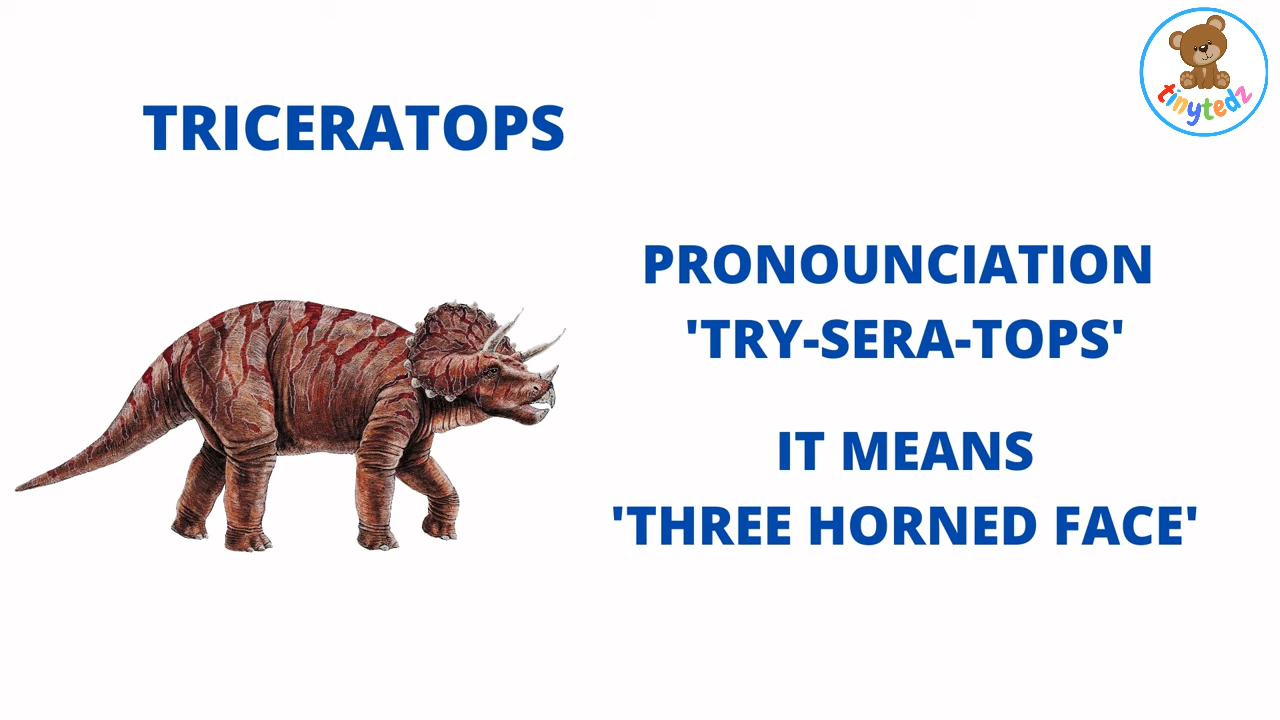 tinytedz
TRICERATOPS
PRONOUNCIATION
'TRY-SERA-TOPS'
IT MEANS
'THREE HORNED FACE'